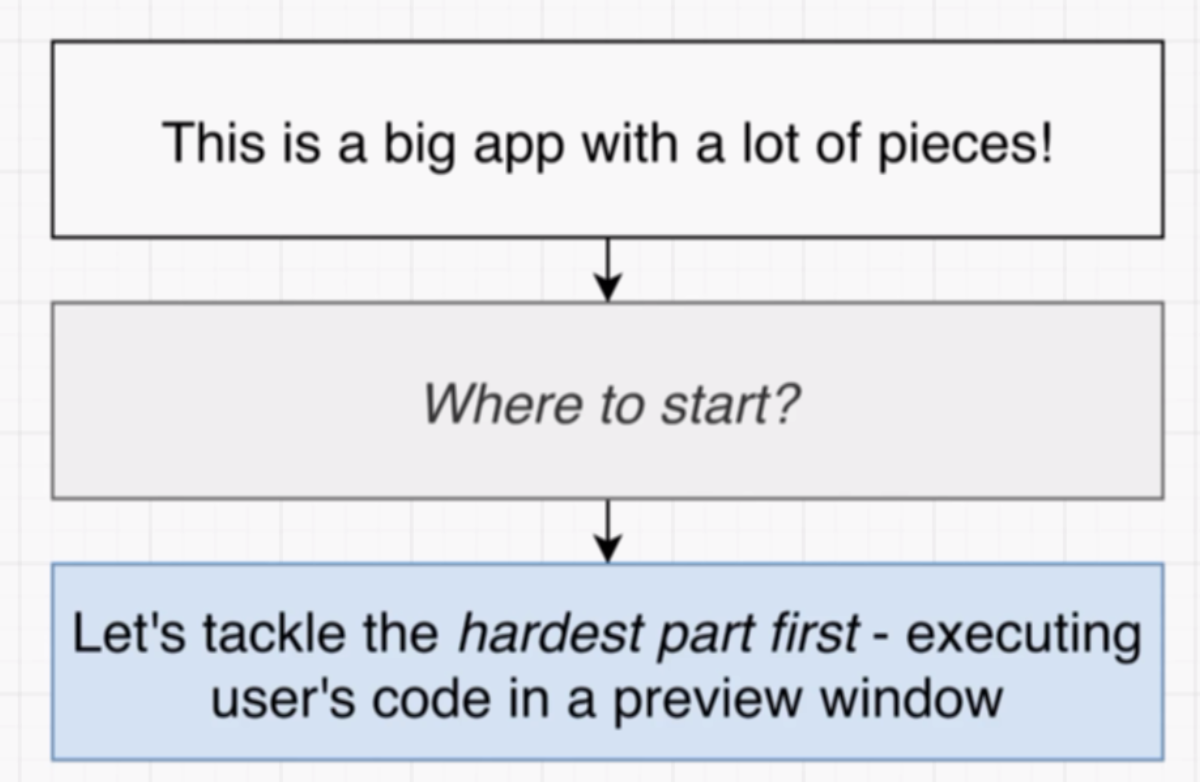 This is a big app with a lot of pieces!
Where to start?
Let's tackle the hardest part first - executing
user's code in a preview window